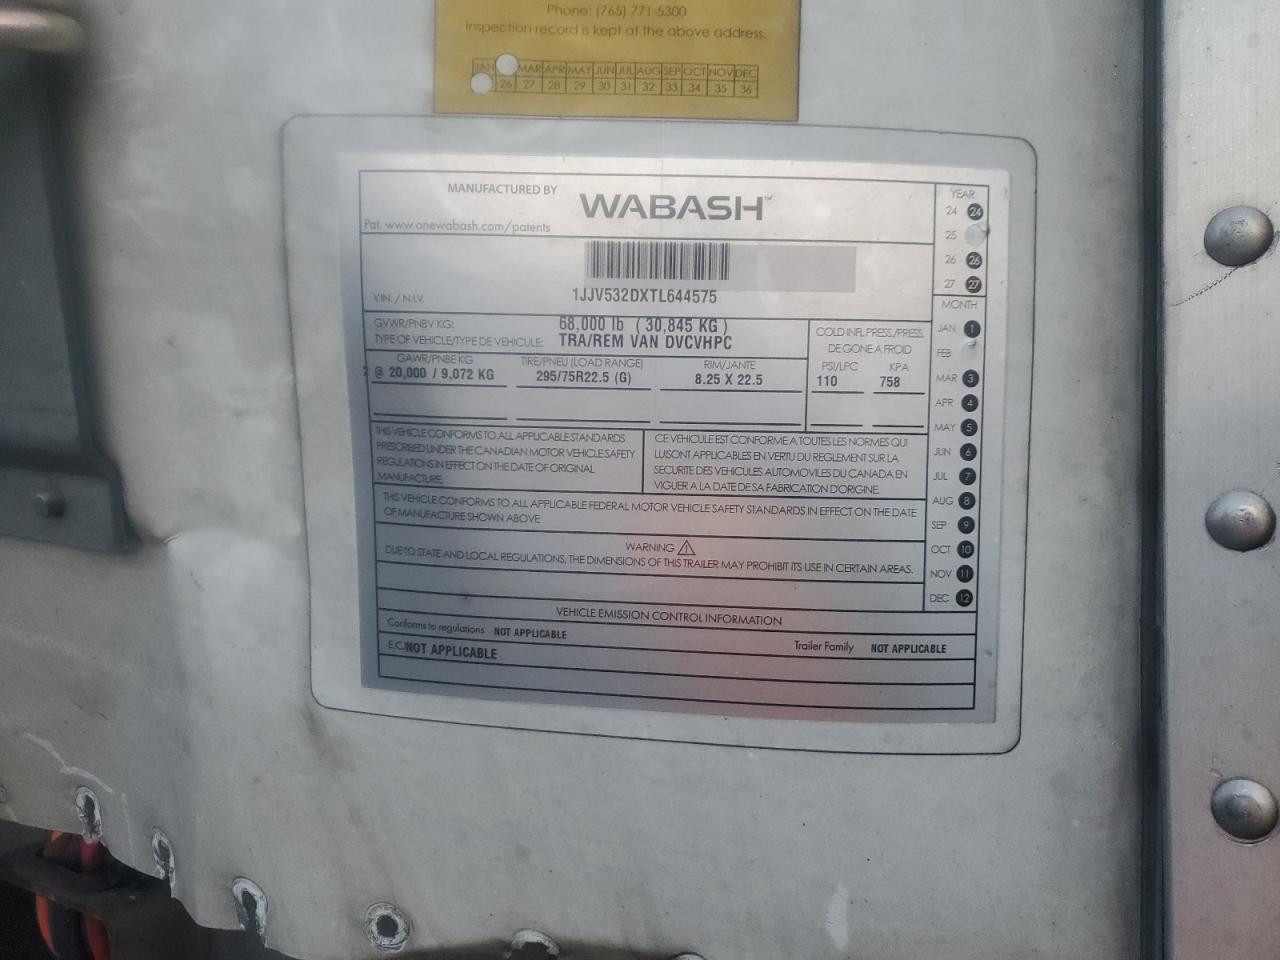 Phone: (765) 771-5300
Inspection record is kept at the above address.
JAN MAR APR MAY JUN JUL AUG SEP OCT NOV DEC
26 27 28 29 30 31 32 33 34 35 36
MANUFACTURED BY WABASH™
Pat. www.onewabash.com/patents
V.I.N. / N.I.V. 1JJV532DXTL644575
GVWR/PNBV KG: 68,000 lb ( 30,845 KG )
TYPE OF VEHICLE/TYPE DE VEHICULE: TRA/REM VAN DVCVHPC
COLD INFL PRESS./PRESS.
DE GONE A FROID
PSI/LPC KPA
GAWR/PNBE KG TIRE/PNEU (LOAD RANGE) RIM/JANTE
2 @ 20,000 / 9,072 KG 295/75R22.5 (G) 8.25 X 22.5 110 758
THIS VEHICLE CONFORMS TO ALL APPLICABLE STANDARDS
PRESCRIBED UNDER THE CANADIAN MOTOR VEHICLE SAFETY
REGULATIONS IN EFFECT ON THE DATE OF ORIGINAL
MANUFACTURE
CE VEHICULE EST CONFORME A TOUTES LES NORMES QUI
LUI SONT APPLICABLES EN VERTU DU REGLEMENT SUR LA
SECURITE DES VEHICULES AUTOMOVILES DU CANADA EN
VIGUER A LA DATE DE SA FABRICATION D'ORIGINE.
THIS VEHICLE CONFORMS TO ALL APPLICABLE FEDERAL MOTOR VEHICLE SAFETY STANDARDS IN EFFECT ON THE DATE
OF MANUFACTURE SHOWN ABOVE
WARNING
DUE TO STATE AND LOCAL REGULATIONS, THE DIMENSIONS OF THIS TRAILER MAY PROHIBIT ITS USE IN CERTAIN AREAS.
VEHICLE EMISSION CONTROL INFORMATION
Conforms to regulations NOT APPLICABLE Trailer Family NOT APPLICABLE
E.C. NOT APPLICABLE
YEAR
24 24
25
26 26
27 27
MONTH
JAN 1
FEB
MAR 3
APR 4
MAY 5
JUN 6
JUL 7
AUG 8
SEP 9
OCT 10
NOV 11
DEC 12